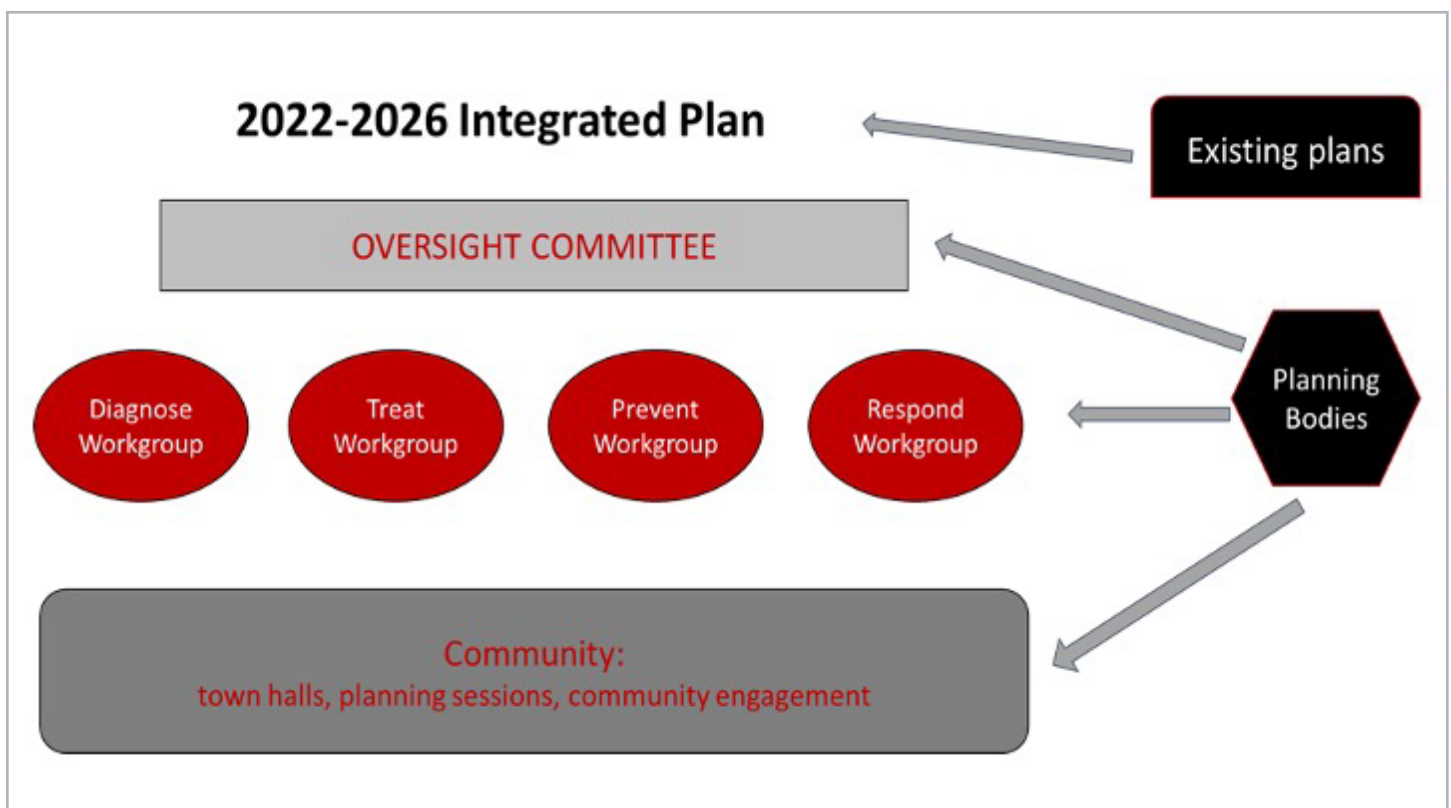 2022-2026 Integrated Plan
Existing plans
OVERSIGHT COMMITTEE
Diagnose
Workgroup
Treat
Workgroup
Prevent
Workgroup
Respond
Workgroup
Planning
Bodies
Community:
town halls, planning sessions, community engagement